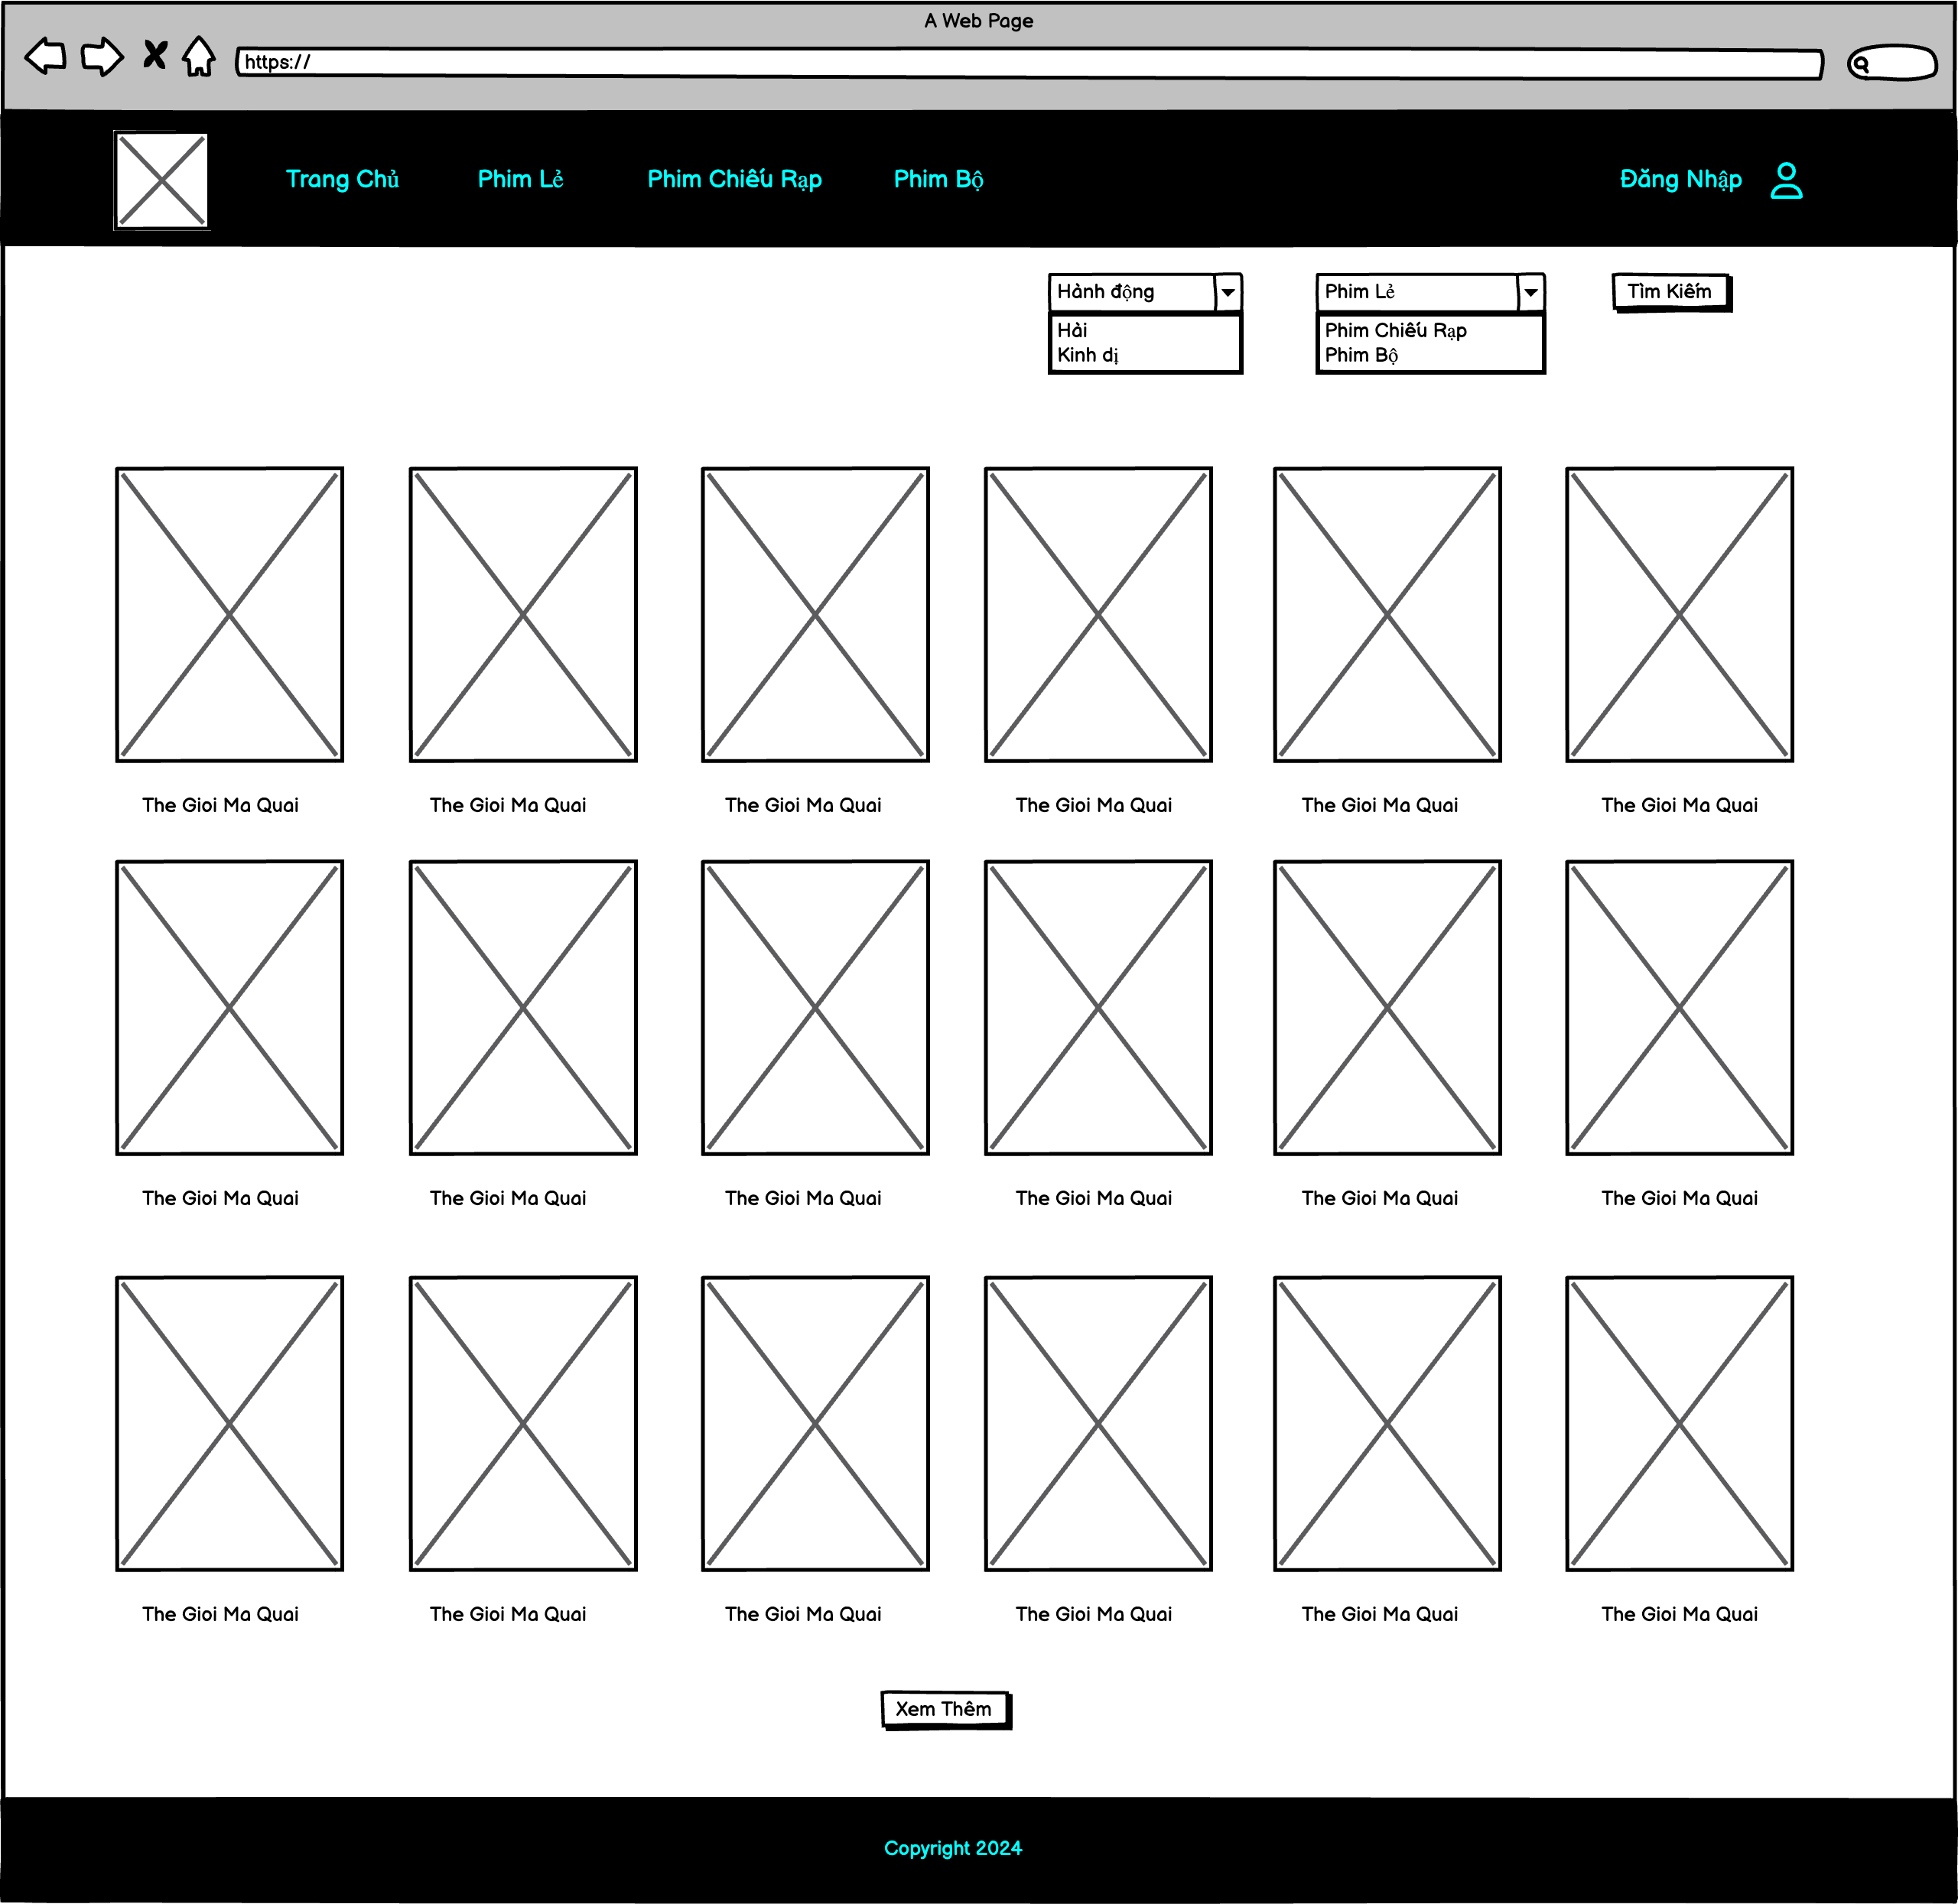 A Web Page
https://
Trang Chủ Phim Lẻ Phim Chiếu Rạp Phim Bộ Đăng Nhập
Hành động Phim Lẻ Tìm Kiếm
Hài Phim Chiếu Rạp
Kinh dị Phim Bộ
The Gioi Ma Quai The Gioi Ma Quai The Gioi Ma Quai The Gioi Ma Quai The Gioi Ma Quai The Gioi Ma Quai
The Gioi Ma Quai The Gioi Ma Quai The Gioi Ma Quai The Gioi Ma Quai The Gioi Ma Quai The Gioi Ma Quai
The Gioi Ma Quai The Gioi Ma Quai The Gioi Ma Quai The Gioi Ma Quai The Gioi Ma Quai The Gioi Ma Quai
Xem Thêm
Copyright 2024